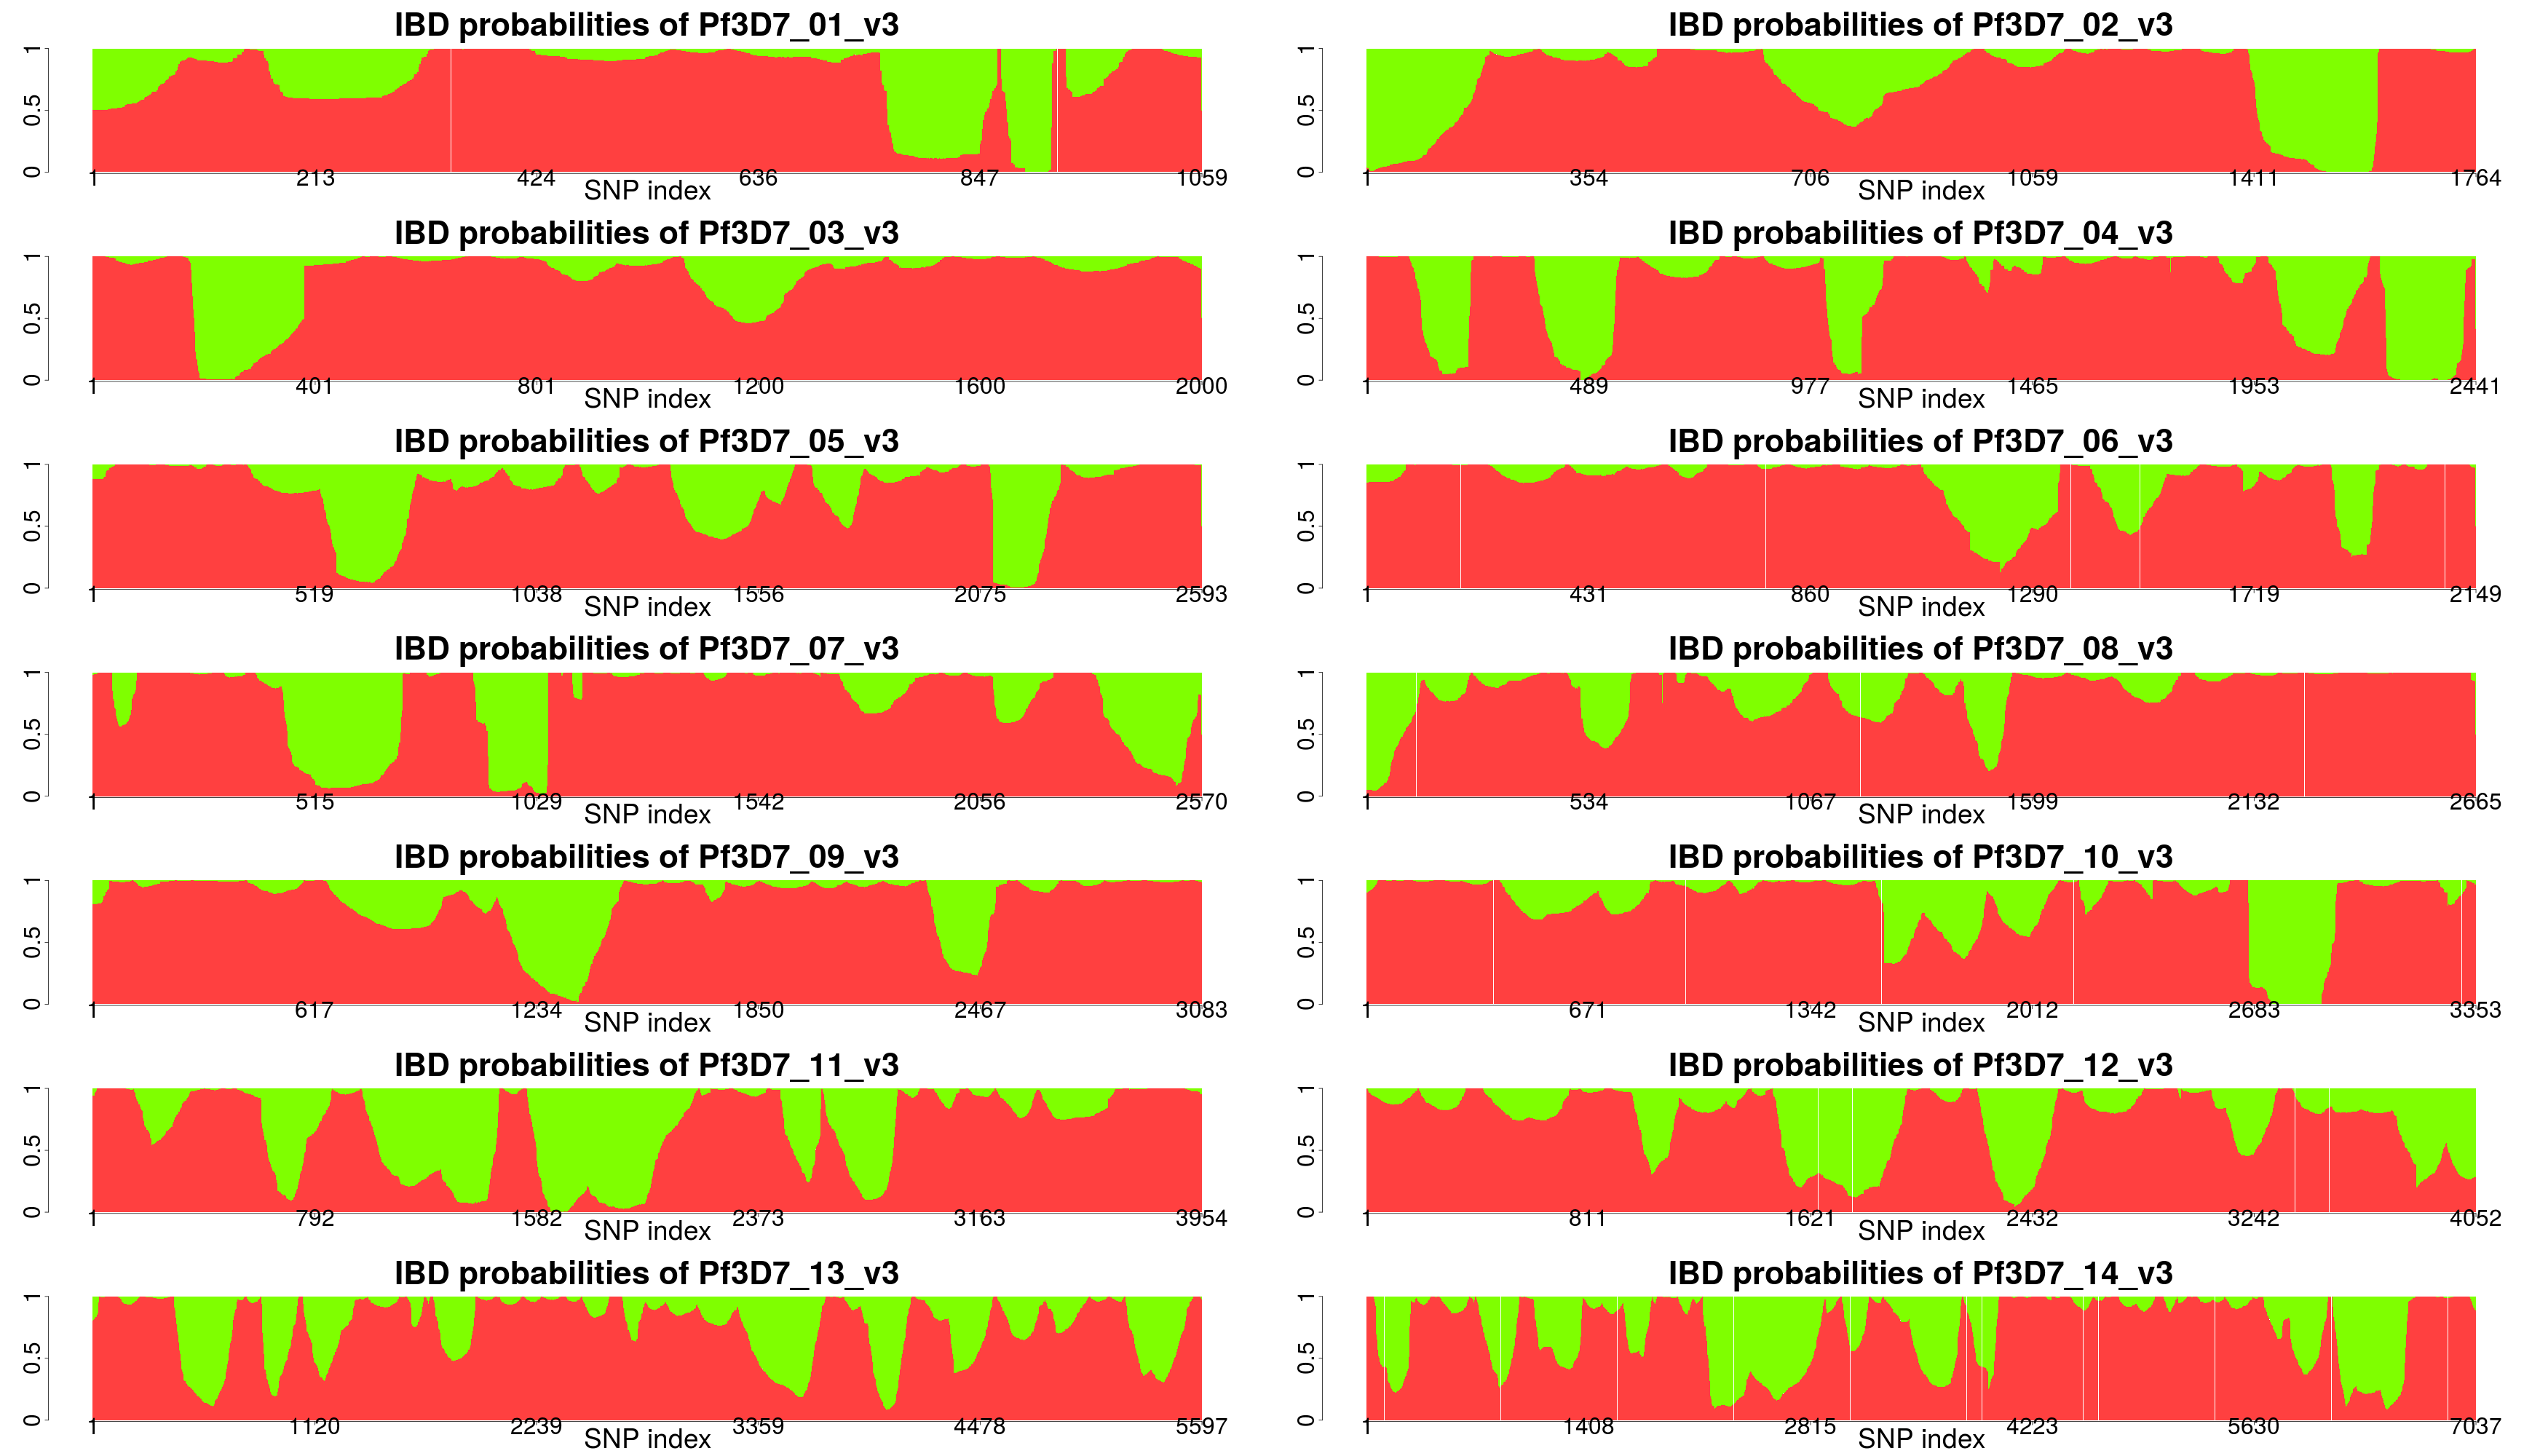 IBD probabilities of Pf3D7_01_v3
0 0.5 1
1 213 424 636 847 1059
SNP index
IBD probabilities of Pf3D7_02_v3
0 0.5 1
1 354 706 1059 1411 1764
SNP index
IBD probabilities of Pf3D7_03_v3
0 0.5 1
1 401 801 1200 1600 2000
SNP index
IBD probabilities of Pf3D7_04_v3
0 0.5 1
1 489 977 1465 1953 2441
SNP index
IBD probabilities of Pf3D7_05_v3
0 0.5 1
1 519 1038 1556 2075 2593
SNP index
IBD probabilities of Pf3D7_06_v3
0 0.5 1
1 431 860 1290 1719 2149
SNP index
IBD probabilities of Pf3D7_07_v3
0 0.5 1
1 515 1029 1542 2056 2570
SNP index
IBD probabilities of Pf3D7_08_v3
0 0.5 1
1 534 1067 1599 2132 2665
SNP index
IBD probabilities of Pf3D7_09_v3
0 0.5 1
1 617 1234 1850 2467 3083
SNP index
IBD probabilities of Pf3D7_10_v3
0 0.5 1
1 671 1342 2012 2683 3353
SNP index
IBD probabilities of Pf3D7_11_v3
0 0.5 1
1 792 1582 2373 3163 3954
SNP index
IBD probabilities of Pf3D7_12_v3
0 0.5 1
1 811 1621 2432 3242 4052
SNP index
IBD probabilities of Pf3D7_13_v3
0 0.5 1
1 1120 2239 3359 4478 5597
SNP index
IBD probabilities of Pf3D7_14_v3
0 0.5 1
1 1408 2815 4223 5630 7037
SNP index